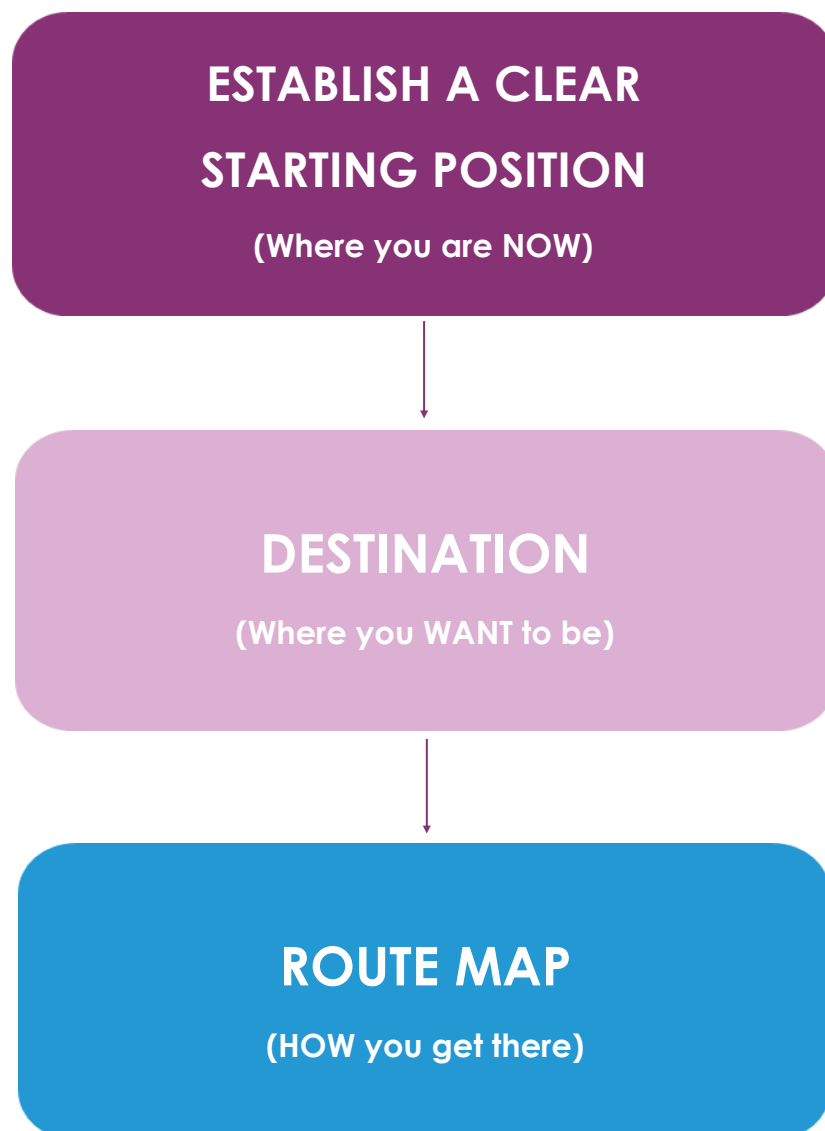 ESTABLISH A CLEAR
STARTING POSITION
(Where you are NOW)
DESTINATION
(Where you WANT to be)
ROUTE MAP
(HOW you get there)